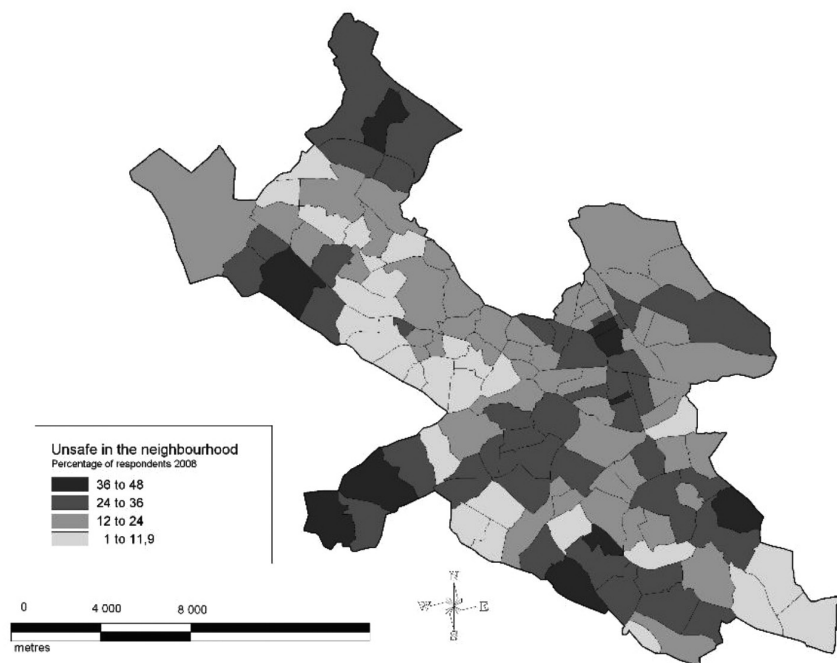 Unsafe in the neighbourhood
Percentage of respondents 2008
36 to 48
24 to 36
12 to 24
1 to 11,9
N
W E
S
0 4 000 8 000
metres